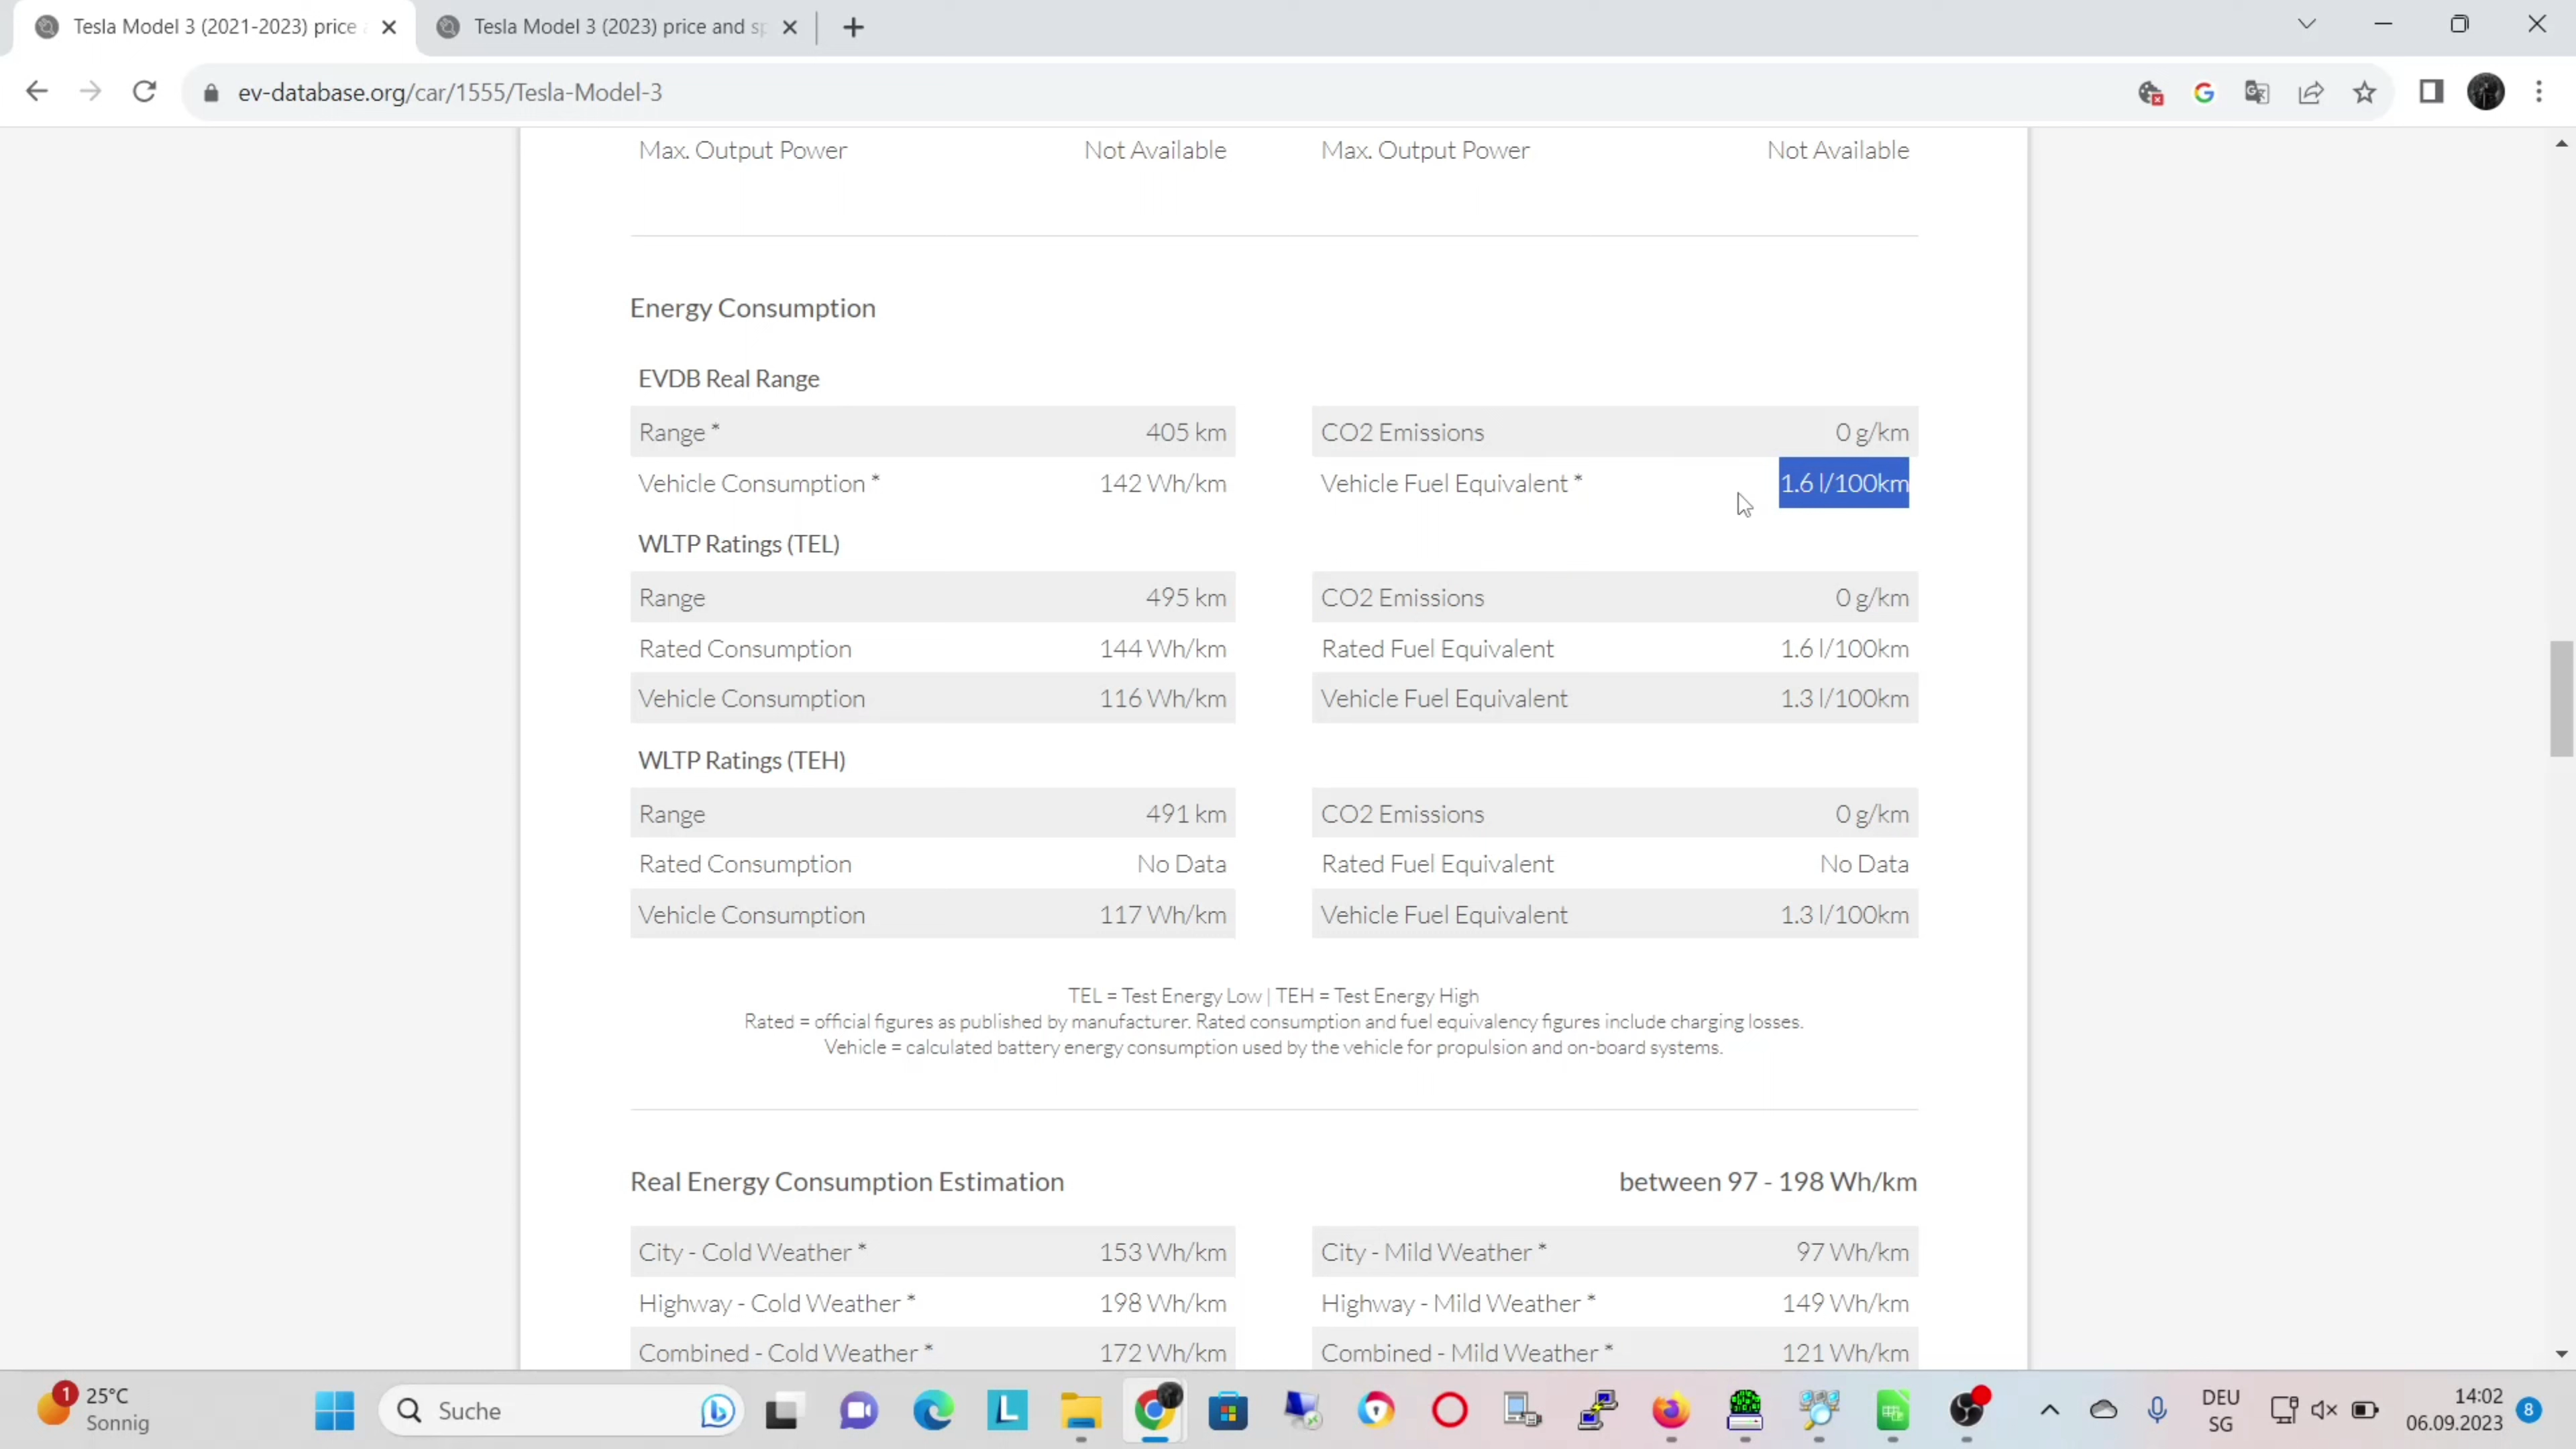 Tesla Model 3 (2021-2023) price a
Tesla Model 3 (2023) price and sp
ev-database.org/car/1555/Tesla-Model-3
Max. Output Power Not Available Max. Output Power Not Available
Energy Consumption
EVDB Real Range
Range * 405 km CO2 Emissions 0 g/km
Vehicle Consumption * 142 Wh/km Vehicle Fuel Equivalent * 1.6 l/100km
WLTP Ratings (TEL)
Range 495 km CO2 Emissions 0 g/km
Rated Consumption 144 Wh/km Rated Fuel Equivalent 1.6 l/100km
Vehicle Consumption 116 Wh/km Vehicle Fuel Equivalent 1.3 l/100km
WLTP Ratings (TEH)
Range 491 km CO2 Emissions 0 g/km
Rated Consumption No Data Rated Fuel Equivalent No Data
Vehicle Consumption 117 Wh/km Vehicle Fuel Equivalent 1.3 l/100km
TEL = Test Energy Low | TEH = Test Energy High
Rated = official figures as published by manufacturer. Rated consumption and fuel equivalency figures include charging losses.
Vehicle = calculated battery energy consumption used by the vehicle for propulsion and on-board systems.
Real Energy Consumption Estimation between 97 - 198 Wh/km
City - Cold Weather * 153 Wh/km City - Mild Weather * 97 Wh/km
Highway - Cold Weather * 198 Wh/km Highway - Mild Weather * 149 Wh/km
Combined - Cold Weather * 172 Wh/km Combined - Mild Weather * 121 Wh/km
1 25°C
Sonnig
Suche
L
DEU
SG
14:02
06.09.2023
8